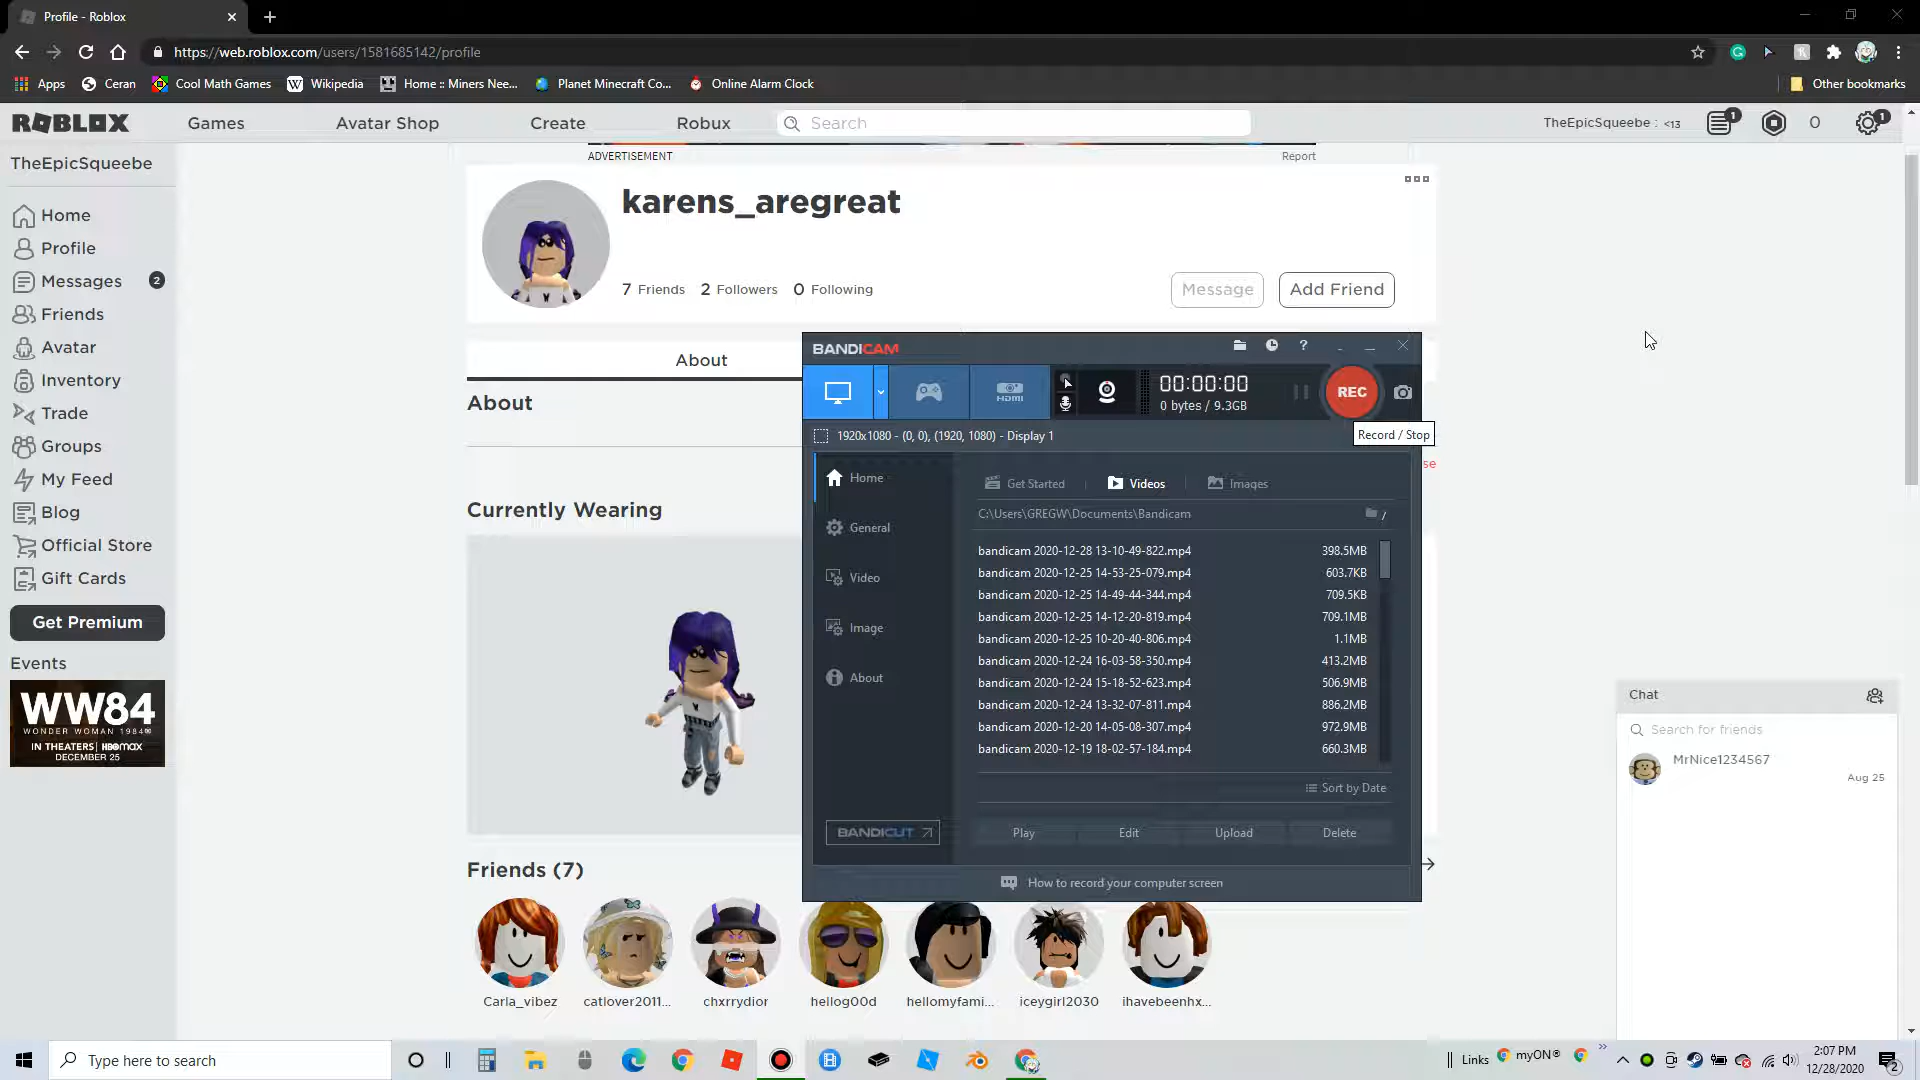 Profile - Roblox
https://web.roblox.com/users/1581685142/profile
Apps
Ceran
Cool Math Games
Wikipedia
Home :: Miners Nee...
Planet Minecraft Co...
Online Alarm Clock
Other bookmarks
ROBLOX
Games
Avatar Shop
Create
Robux
Search
TheEpicSqueebe : <13
1
0
1
ADVERTISEMENT
Report
TheEpicSqueebe
Home
Profile
Messages
2
Friends
Avatar
Inventory
Trade
Groups
My Feed
Blog
Official Store
Gift Cards
Get Premium
Events
WW84
WONDER WOMAN 1984
IN THEATERS | HBOMAX
DECEMBER 25
karens_aregreat
7 Friends 2 Followers 0 Following
Message
Add Friend
About
About
se
Currently Wearing
BANDICAM
?
HDMI
00:00:00
0 bytes / 9.3GB
REC
Record / Stop
1920x1080 - (0, 0), (1920, 1080) - Display 1
Home
General
Video
Image
About
BANDICUT
Get Started
Videos
Images
C:\Users\GREGW\Documents\Bandicam
/
bandicam 2020-12-28 13-10-49-822.mp4 398.5MB
bandicam 2020-12-25 14-53-25-079.mp4 603.7KB
bandicam 2020-12-25 14-49-44-344.mp4 709.5KB
bandicam 2020-12-25 14-12-20-819.mp4 709.1MB
bandicam 2020-12-25 10-20-40-806.mp4 1.1MB
bandicam 2020-12-24 16-03-58-350.mp4 413.2MB
bandicam 2020-12-24 15-18-52-623.mp4 506.9MB
bandicam 2020-12-24 13-32-07-811.mp4 886.2MB
bandicam 2020-12-20 14-05-08-307.mp4 972.9MB
bandicam 2020-12-19 18-02-57-184.mp4 660.3MB
Sort by Date
Play
Edit
Upload
Delete
How to record your computer screen
Friends (7)
Carla_vibez
catlover2011...
chxrrydior
hellog00d
hellomyfami...
iceygirl2030
ihavebeenhx...
Chat
Search for friends
MrNice1234567
Aug 25
Type here to search
Links
myON®
2:07 PM
12/28/2020
2